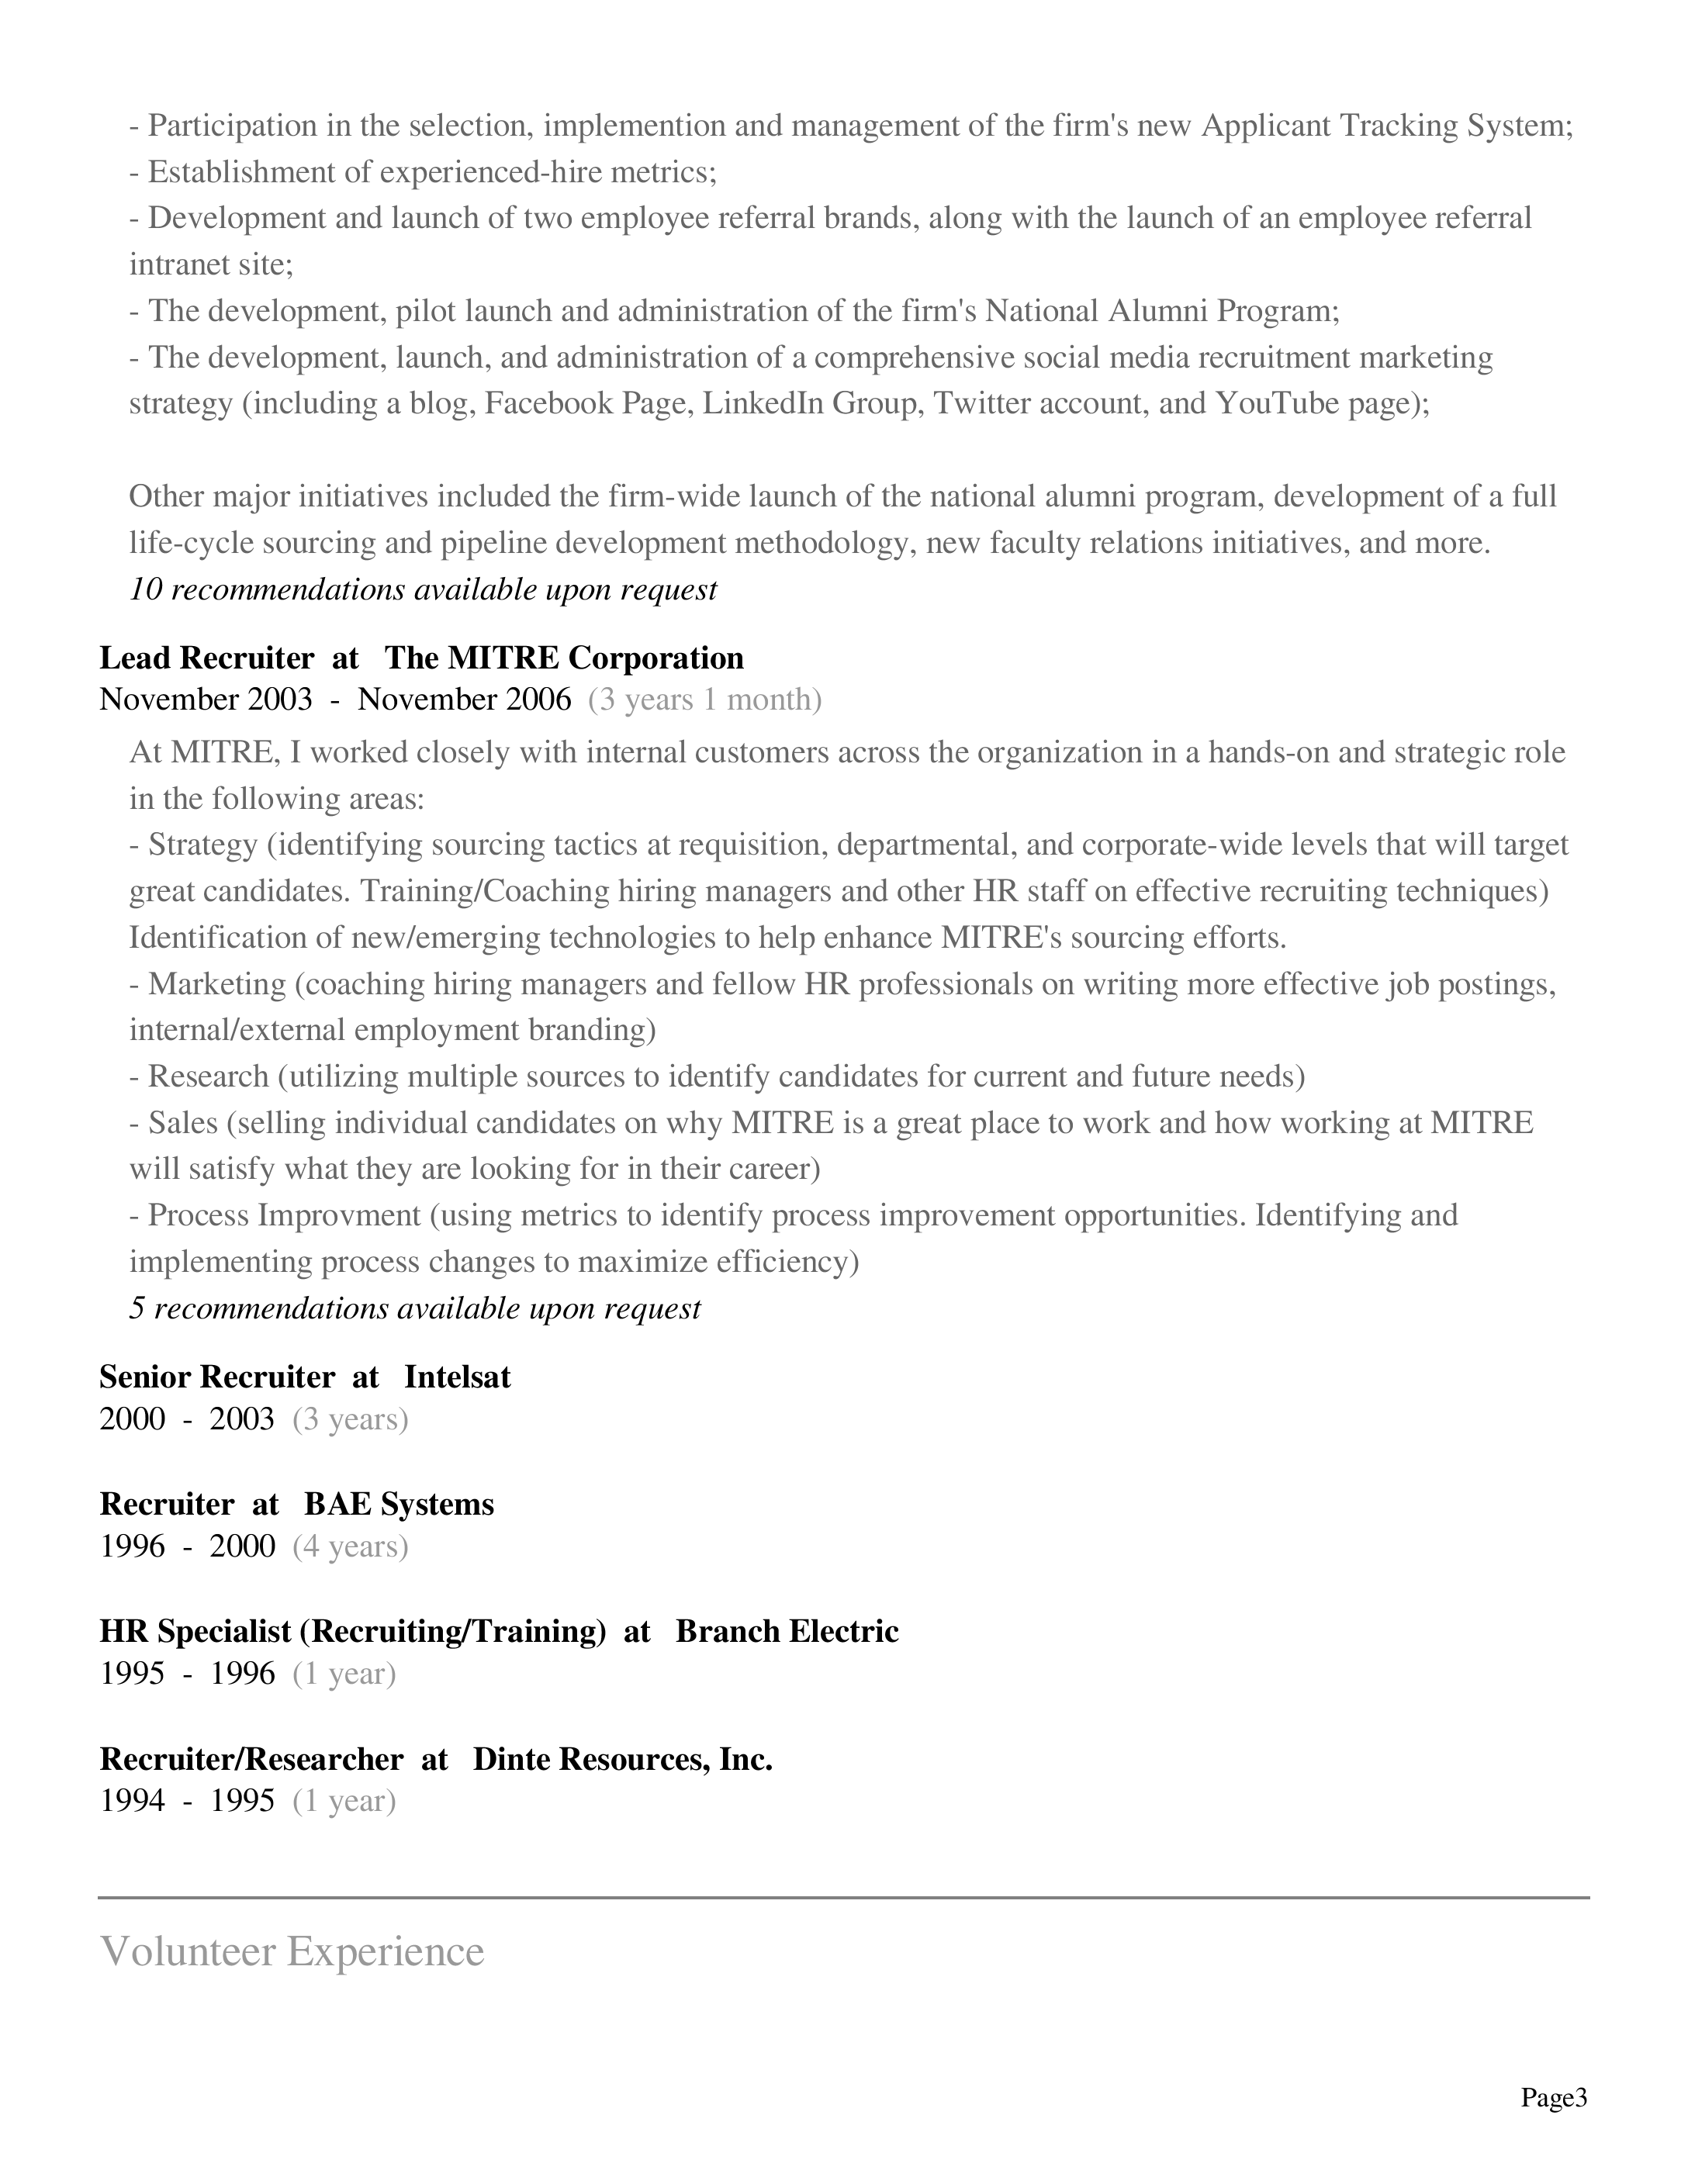 - Participation in the selection, implemention and management of the firm's new Applicant Tracking System;
- Establishment of experienced-hire metrics;
- Development and launch of two employee referral brands, along with the launch of an employee referral
intranet site;
- The development, pilot launch and administration of the firm's National Alumni Program;
- The development, launch, and administration of a comprehensive social media recruitment marketing
strategy (including a blog, Facebook Page, LinkedIn Group, Twitter account, and YouTube page);
Other major initiatives included the firm-wide launch of the national alumni program, development of a full
life-cycle sourcing and pipeline development methodology, new faculty relations initiatives, and more.
10 recommendations available upon request
Lead Recruiter at The MITRE Corporation
November 2003 - November 2006 (3 years 1 month)
At MITRE, I worked closely with internal customers across the organization in a hands-on and strategic role
in the following areas:
- Strategy (identifying sourcing tactics at requisition, departmental, and corporate-wide levels that will target
great candidates. Training/Coaching hiring managers and other HR staff on effective recruiting techniques)
Identification of new/emerging technologies to help enhance MITRE's sourcing efforts.
- Marketing (coaching hiring managers and fellow HR professionals on writing more effective job postings,
internal/external employment branding)
- Research (utilizing multiple sources to identify candidates for current and future needs)
- Sales (selling individual candidates on why MITRE is a great place to work and how working at MITRE
will satisfy what they are looking for in their career)
- Process Improvment (using metrics to identify process improvement opportunities. Identifying and
implementing process changes to maximize efficiency)
5 recommendations available upon request
Senior Recruiter at Intelsat
2000 - 2003 (3 years)
Recruiter at BAE Systems
1996 - 2000 (4 years)
HR Specialist (Recruiting/Training) at Branch Electric
1995 - 1996 (1 year)
Recruiter/Researcher at Dinte Resources, Inc.
1994 - 1995 (1 year)
Volunteer Experience
Page3